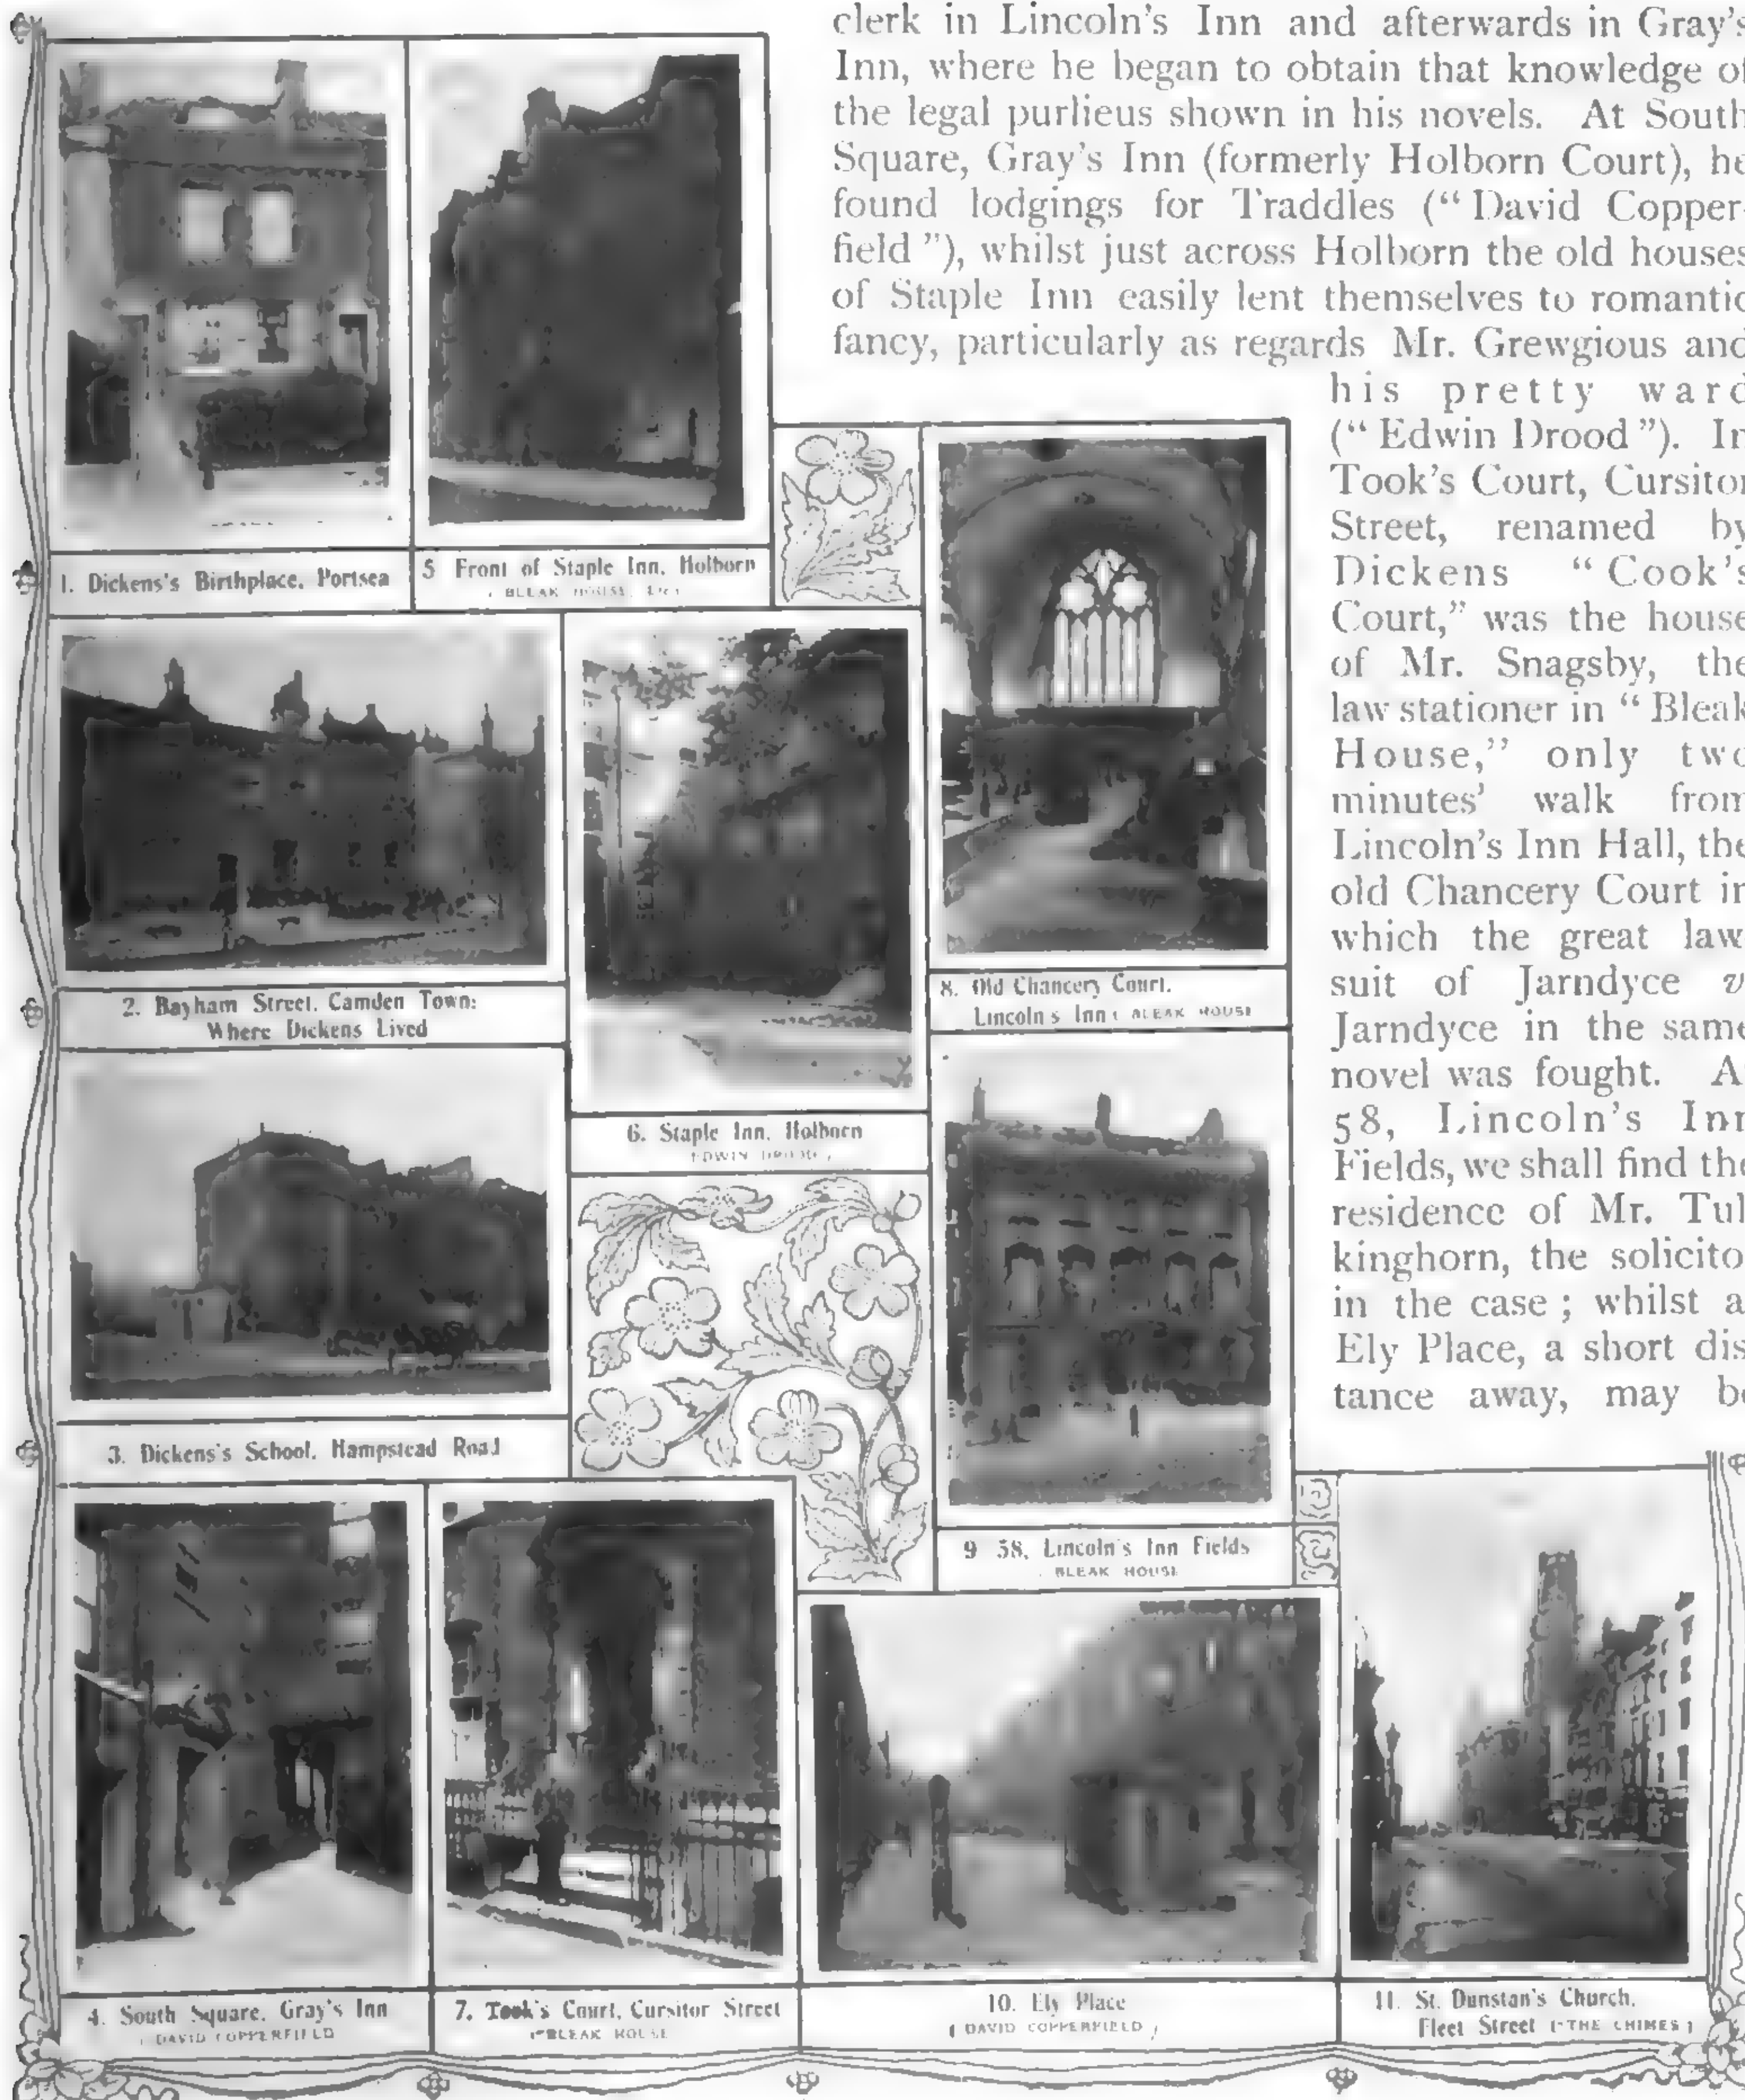 clerk in Lincoln's Inn and afterwards in Gray's
Inn, where he began to obtain that knowledge of
the legal purlieus shown in his novels. At South
Square, Gray's Inn (formerly Holborn Court), he
found lodgings for Traddles (“David Copper-
field”), whilst just across Holborn the old houses
of Staple Inn easily lent themselves to romantic
fancy, particularly as regards Mr. Grewgious and
his pretty ward
(“Edwin Drood”). In
Took's Court, Cursitor
Street, renamed by
Dickens “Cook's
Court,” was the house
of Mr. Snagsby, the
law stationer in “Bleak
House,” only two
minutes' walk from
Lincoln's Inn Hall, the
old Chancery Court in
which the great law-
suit of Jarndyce v
Jarndyce in the same
novel was fought. At
58, Lincoln's Inn
Fields, we shall find the
residence of Mr. Tul-
kinghorn, the solicitor
in the case; whilst at
Ely Place, a short dis-
tance away, may be
1. Dickens's Birthplace, Portsea
5 Front of Staple Inn, Holborn
BLEAK HOUSE
2. Bayham Street, Camden Town:
Where Dickens Lived
8. Old Chancery Court,
Lincoln's Inn (BLEAK HOUSE
6. Staple Inn, Holborn
EDWIN DROOD
3. Dickens's School, Hampstead Road
9 58, Lincoln's Inn Fields
BLEAK HOUSE
4. South Square, Gray's Inn
(DAVID COPPERFIELD
7. Took's Court, Cursitor Street
(“BLEAK HOUSE
10. Ely Place
(DAVID COPPERFIELD)
11. St. Dunstan's Church,
Fleet Street (“THE CHIMES)